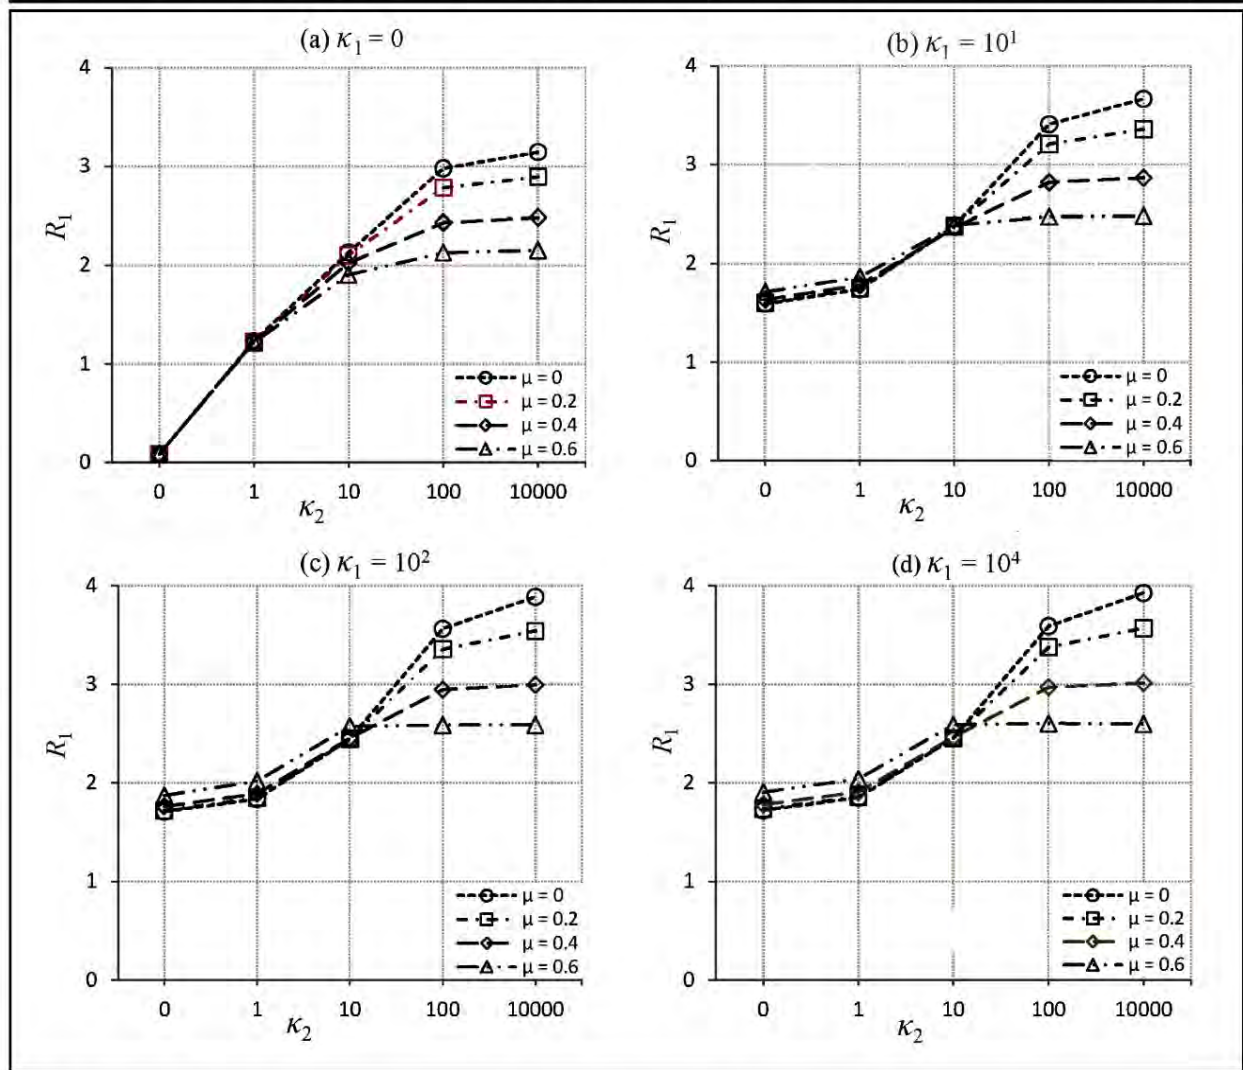 (a) κ₁ = 0
4
3
2
1
0
R₁
0 1 10 100 10000
κ₂
μ = 0
μ = 0.2
μ = 0.4
μ = 0.6
(b) κ₁ = 10¹
4
3
2
1
0
R₁
0 1 10 100 10000
κ₂
μ = 0
μ = 0.2
μ = 0.4
μ = 0.6
(c) κ₁ = 10²
4
3
2
1
0
R₁
0 1 10 100 10000
κ₂
μ = 0
μ = 0.2
μ = 0.4
μ = 0.6
(d) κ₁ = 10⁴
4
3
2
1
0
R₁
0 1 10 100 10000
κ₂
μ = 0
μ = 0.2
μ = 0.4
μ = 0.6